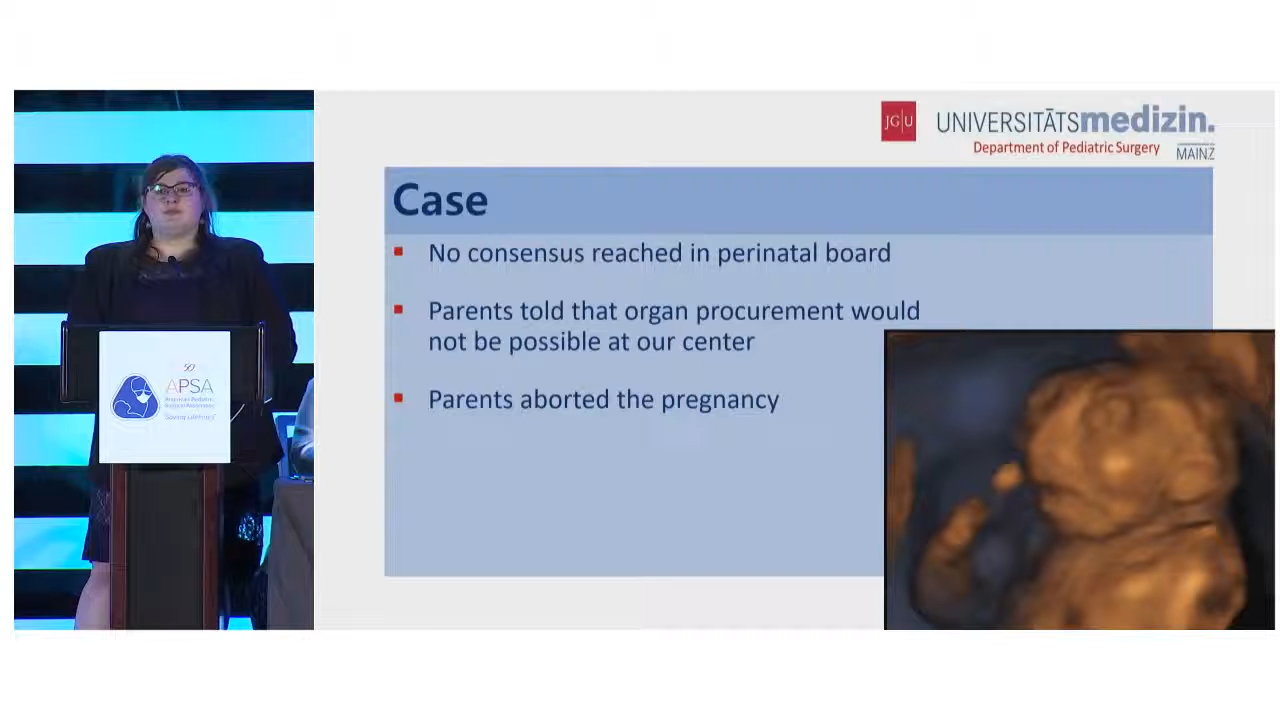 JG|U UNIVERSITĀTSmedizin.
Department of Pediatric Surgery
MAINZ
Case
▪ No consensus reached in perinatal board
▪ Parents told that organ procurement would
not be possible at our center
▪ Parents aborted the pregnancy
50
APSA
American Pediatric
Surgical Association